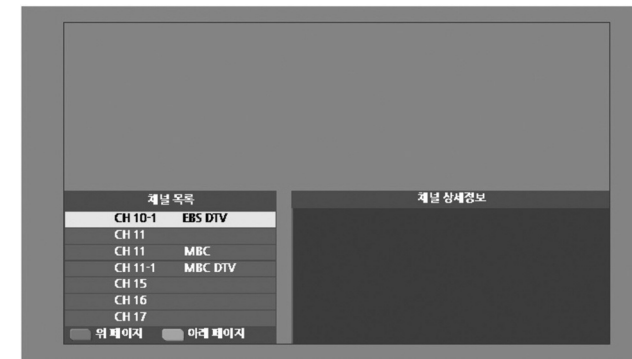 채널 목록
채널 상세정보
CH 10-1 EBS DTV
CH 11
CH 11 MBC
CH 11-1 MBC DTV
CH 15
CH 16
CH 17
위 페이지 아래 페이지